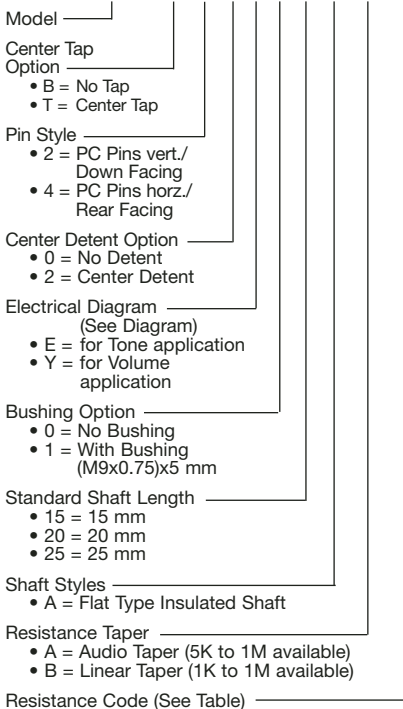 Model
Center Tap
Option
• B = No Tap
• T = Center Tap
Pin Style
• 2 = PC Pins vert./
Down Facing
• 4 = PC Pins horz./
Rear Facing
Center Detent Option
• 0 = No Detent
• 2 = Center Detent
Electrical Diagram
(See Diagram)
• E = for Tone application
• Y = for Volume
application
Bushing Option
• 0 = No Bushing
• 1 = With Bushing
(M9x0.75)x5 mm
Standard Shaft Length
• 15 = 15 mm
• 20 = 20 mm
• 25 = 25 mm
Shaft Styles
• A = Flat Type Insulated Shaft
Resistance Taper
• A = Audio Taper (5K to 1M available)
• B = Linear Taper (1K to 1M available)
Resistance Code (See Table)